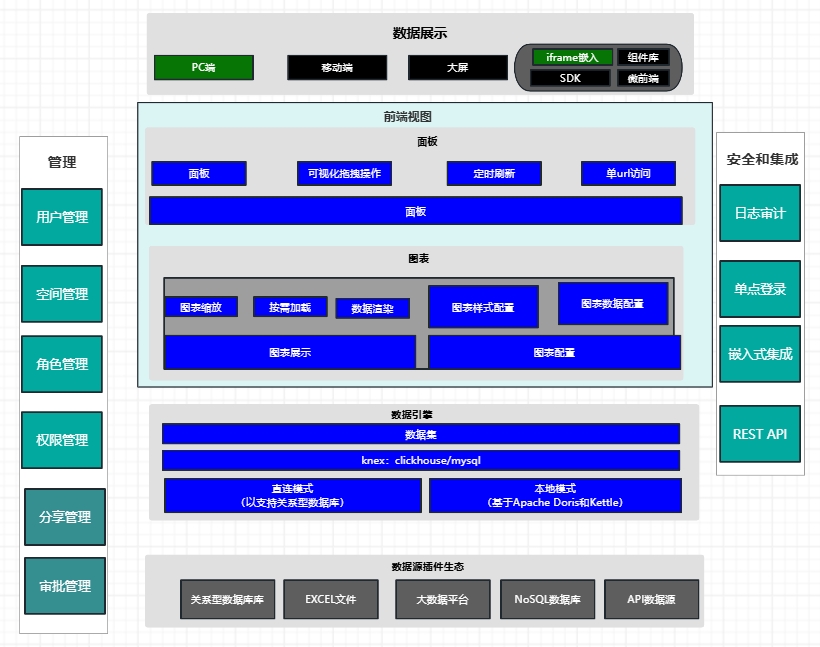 数据展示
PC端
移动端
大屏
iframe嵌入
组件库
SDK
微前端
管理
用户管理
空间管理
角色管理
权限管理
分享管理
审批管理
前端视图
面板
面板
可视化拖拽操作
定时刷新
单url访问
面板
图表
图表缩放
按需加载
数据渲染
图表样式配置
图表数据配置
图表展示
图表配置
数据引擎
数据集
knex：clickhouse/mysql
直连模式
（以支持关系型数据库）
本地模式
（基于Apache Doris和Kettle）
数据源插件生态
关系型数据库库
EXCEL文件
大数据平台
NoSQL数据库
API数据源
安全和集成
日志审计
单点登录
嵌入式集成
REST API